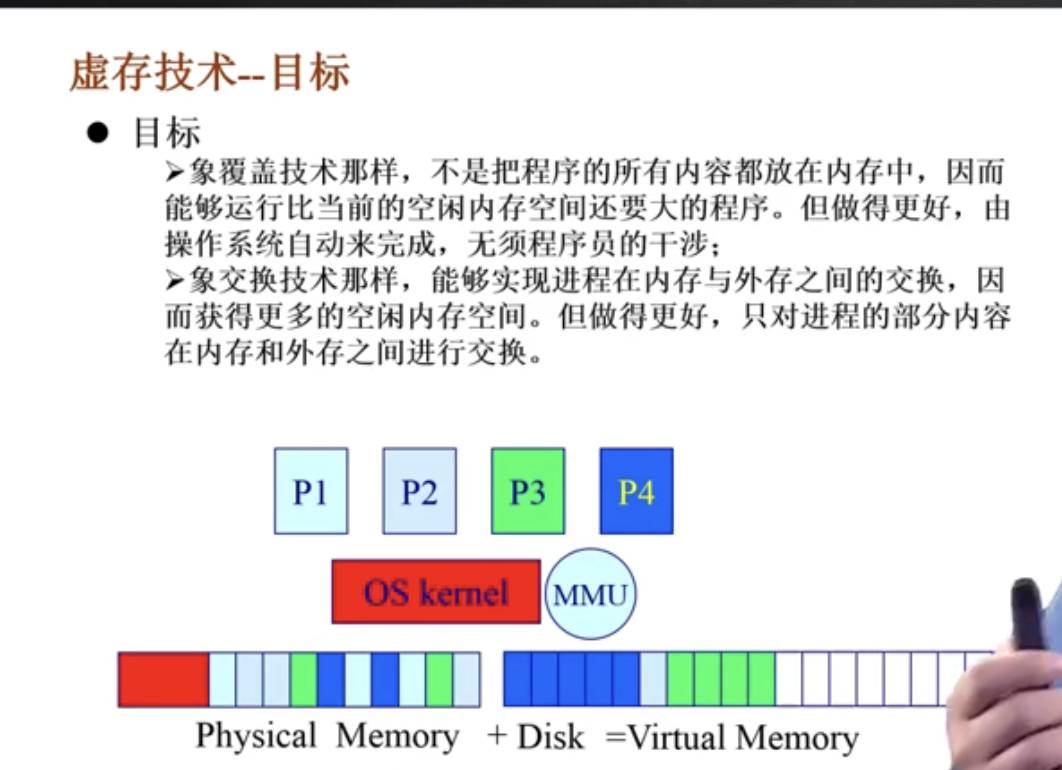 虚存技术--目标
● 目标
➢象覆盖技术那样，不是把程序的所有内容都放在内存中，因而
能够运行比当前的空闲内存空间还要大的程序。但做得更好，由
操作系统自动来完成，无须程序员的干涉；
➢象交换技术那样，能够实现进程在内存与外存之间的交换，因
而获得更多的空闲内存空间。但做得更好，只对进程的部分内容
在内存和外存之间进行交换。
P1 P2 P3 P4
OS kernel MMU
Physical Memory + Disk =Virtual Memory